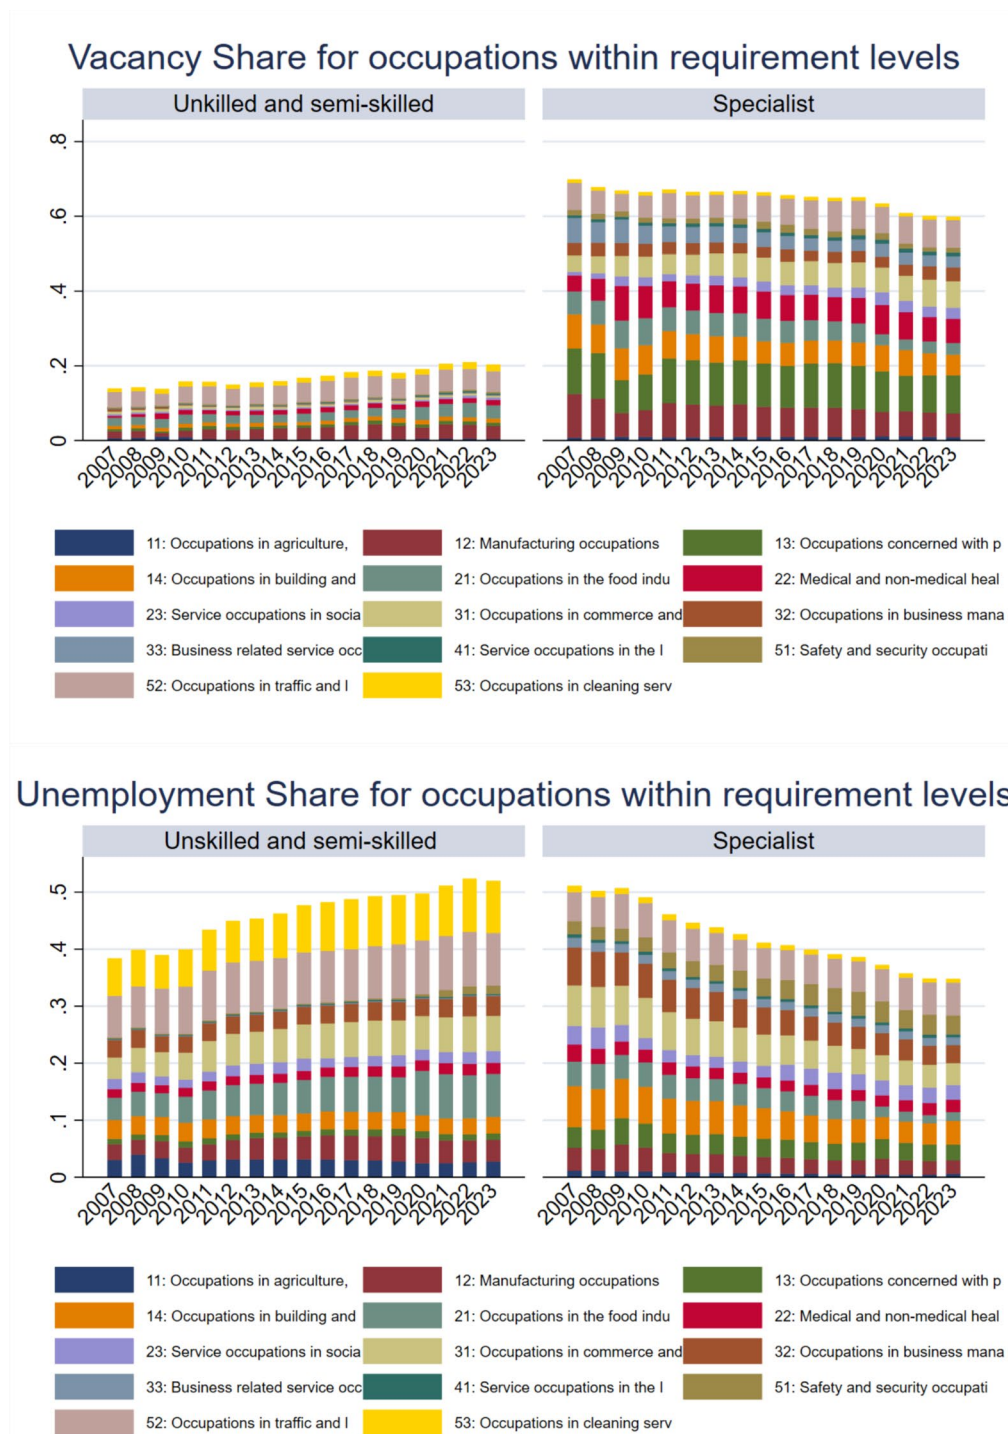 Vacancy Share for occupations within requirement levels
Unkilled and semi-skilled
Specialist
.8
.6
.4
.2
0
2007 2008 2009 2010 2011 2012 2013 2014 2015 2016 2017 2018 2019 2020 2021 2022 2023
2007 2008 2009 2010 2011 2012 2013 2014 2015 2016 2017 2018 2019 2020 2021 2022 2023
11: Occupations in agriculture, 12: Manufacturing occupations 13: Occupations concerned with p
14: Occupations in building and 21: Occupations in the food indu 22: Medical and non-medical heal
23: Service occupations in socia 31: Occupations in commerce and 32: Occupations in business mana
33: Business related service occ 41: Service occupations in the I 51: Safety and security occupati
52: Occupations in traffic and l 53: Occupations in cleaning serv
Unemployment Share for occupations within requirement levels
Unskilled and semi-skilled
Specialist
.5
.4
.3
.2
.1
0
2007 2008 2009 2010 2011 2012 2013 2014 2015 2016 2017 2018 2019 2020 2021 2022 2023
2007 2008 2009 2010 2011 2012 2013 2014 2015 2016 2017 2018 2019 2020 2021 2022 2023
11: Occupations in agriculture, 12: Manufacturing occupations 13: Occupations concerned with p
14: Occupations in building and 21: Occupations in the food indu 22: Medical and non-medical heal
23: Service occupations in socia 31: Occupations in commerce and 32: Occupations in business mana
33: Business related service occ 41: Service occupations in the I 51: Safety and security occupati
52: Occupations in traffic and l 53: Occupations in cleaning serv